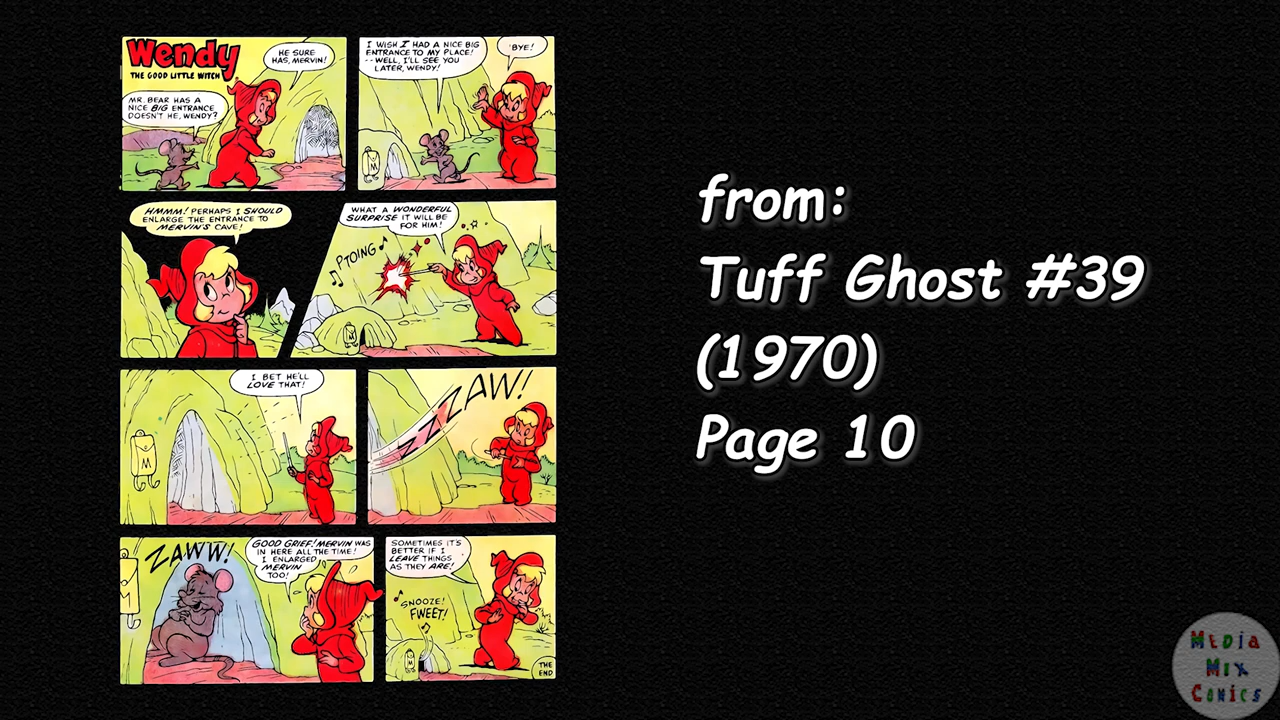 Wendy
THE GOOD LITTLE WITCH
HE SURE
HAS, MERVIN!
MR. BEAR HAS A
NICE BIG ENTRANCE
DOESN'T HE, WENDY?
I WISH I HAD A NICE BIG
ENTRANCE TO MY PLACE!
--WELL, I'LL SEE YOU
LATER, WENDY!
'BYE!
M
HMMM! PERHAPS I SHOULD
ENLARGE THE ENTRANCE TO
MERVIN'S CAVE!
WHAT A WONDERFUL
SURPRISE IT WILL BE
FOR HIM!
PTOING
I BET HE'LL
LOVE THAT!
M
ZZZZAW!
ZAWW!
GOOD GRIEF! MERVIN WAS
IN HERE ALL THE TIME!
I ENLARGED
MERVIN
TOO!
M
SOMETIMES IT'S
BETTER IF I
LEAVE THINGS
AS THEY ARE!
SNOOZE!
FWEET!
THE
END
from:
Tuff Ghost #39
(1970)
Page 10
MEDiA
MiX
COMiCS